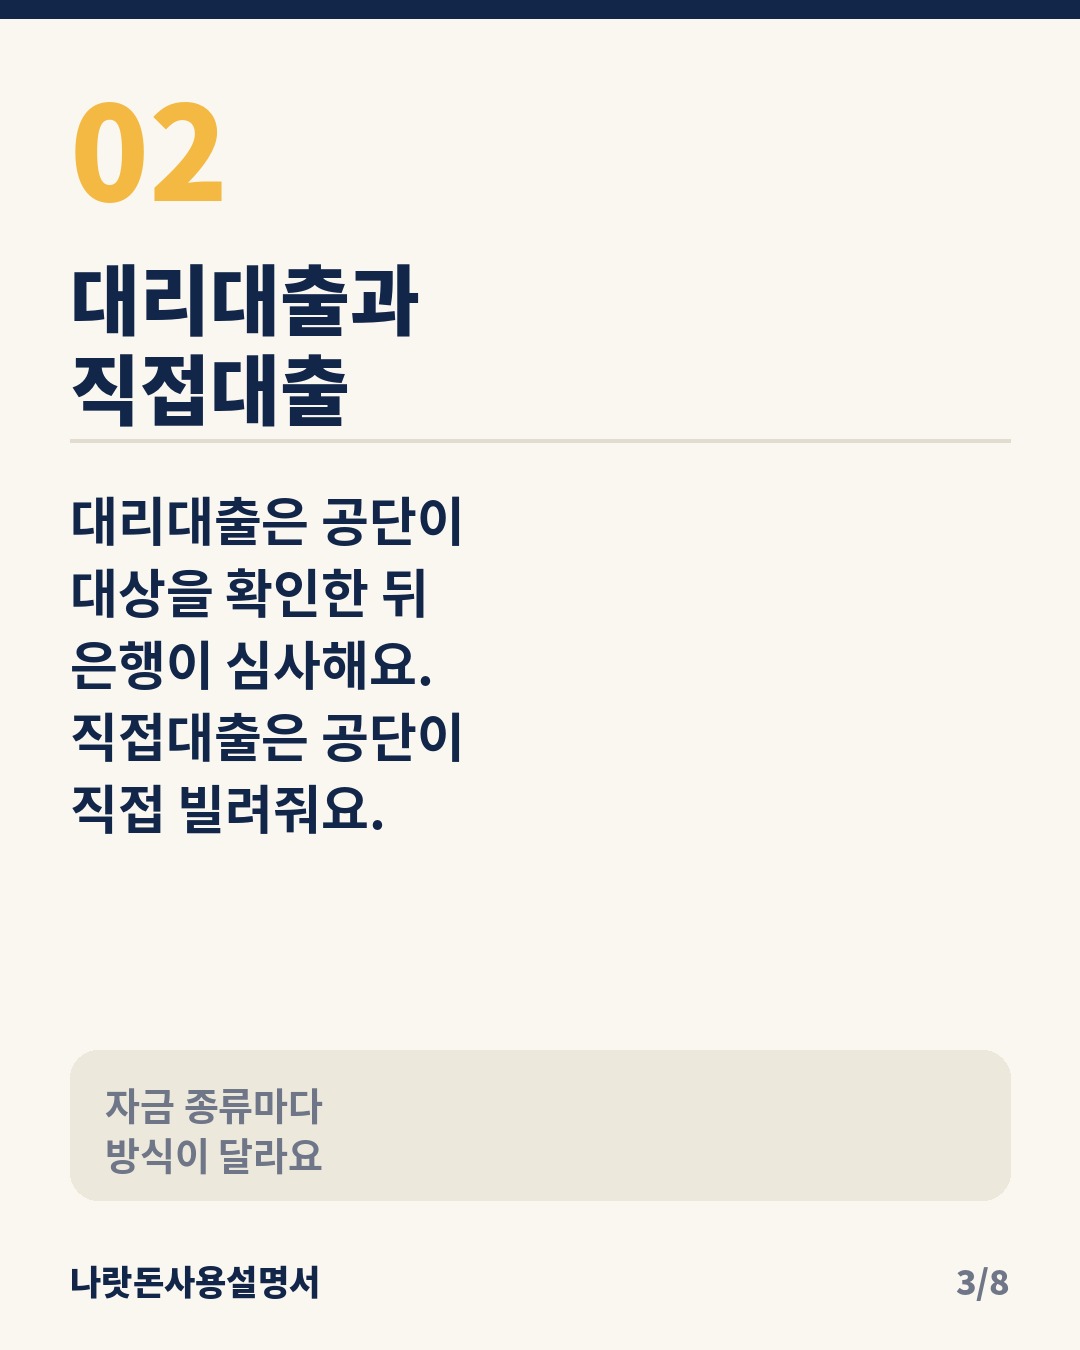 02
대리대출과
직접대출
대리대출은 공단이
대상을 확인한 뒤
은행이 심사해요.
직접대출은 공단이
직접 빌려줘요.
자금 종류마다
방식이 달라요
나랏돈사용설명서
3/8